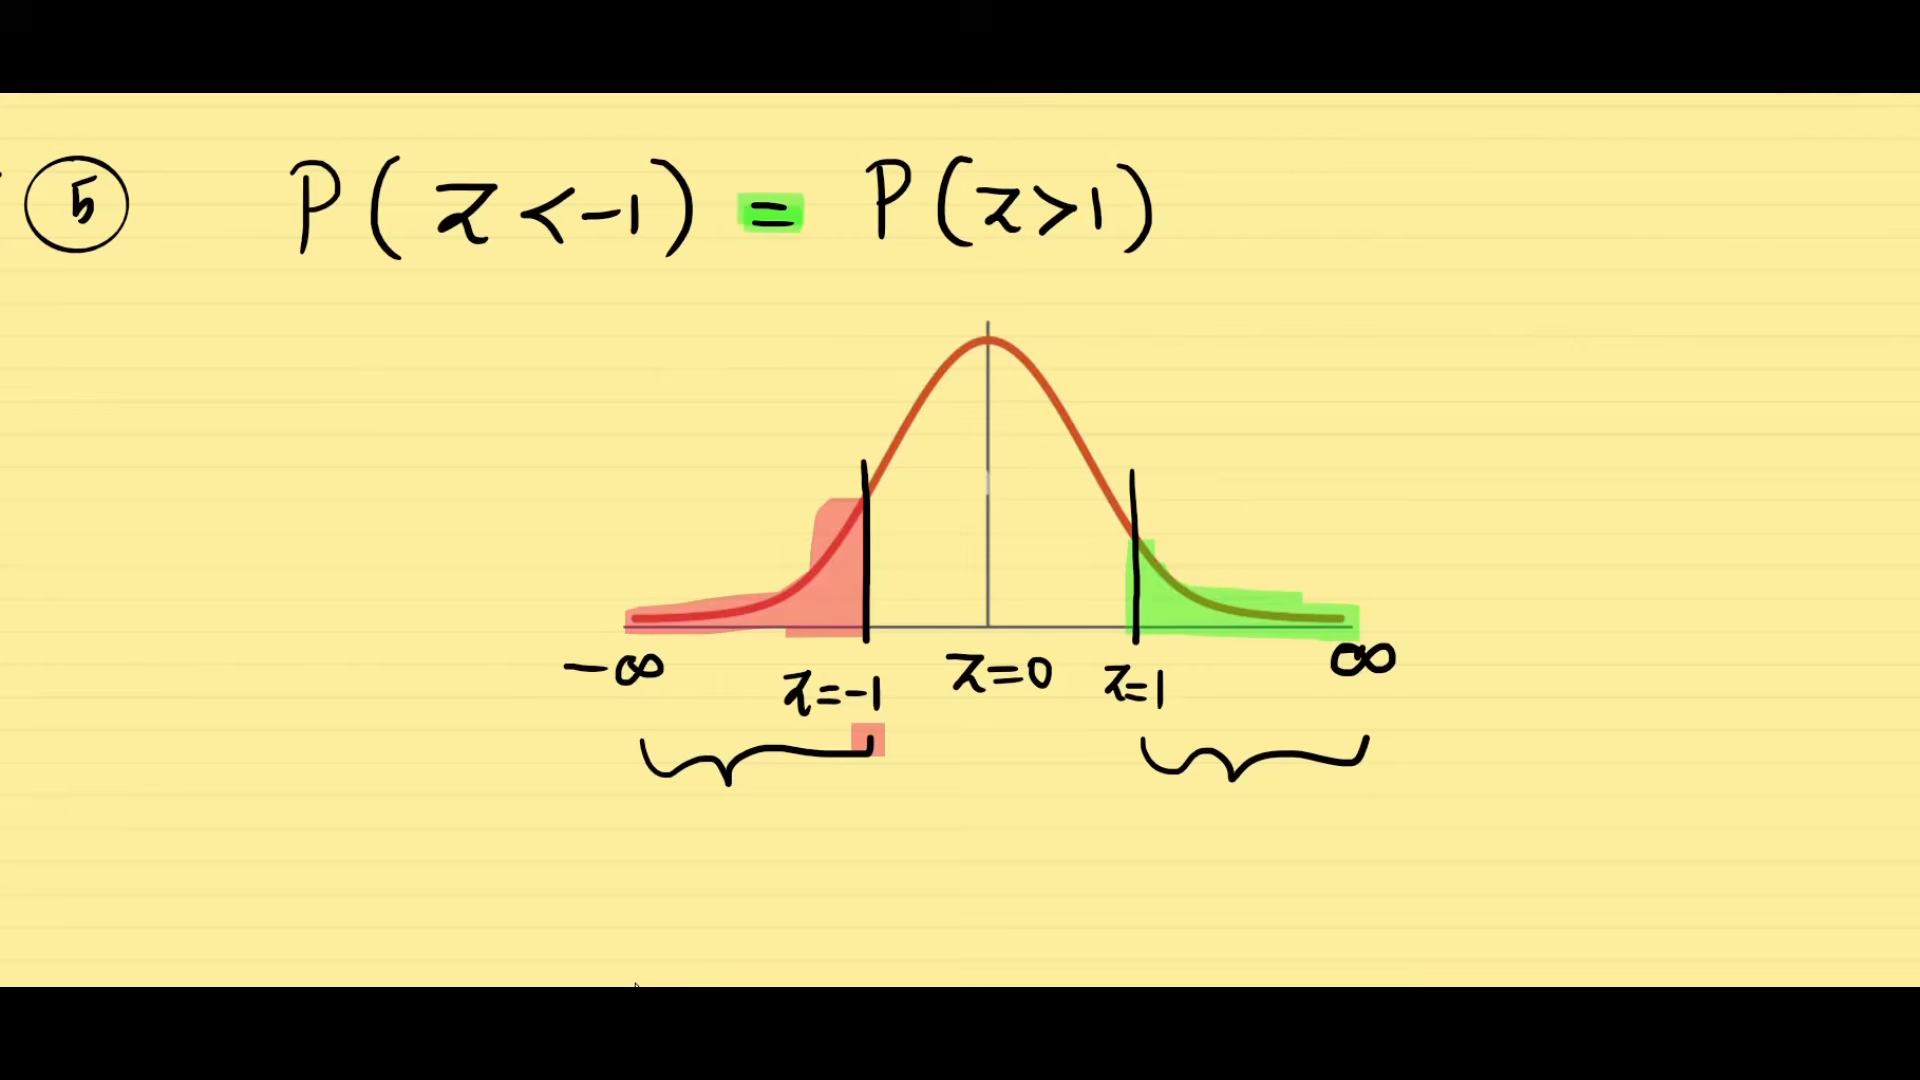 5 P(z<-1) = P(z>1)
-∞ z=-1 z=0 z=1 ∞